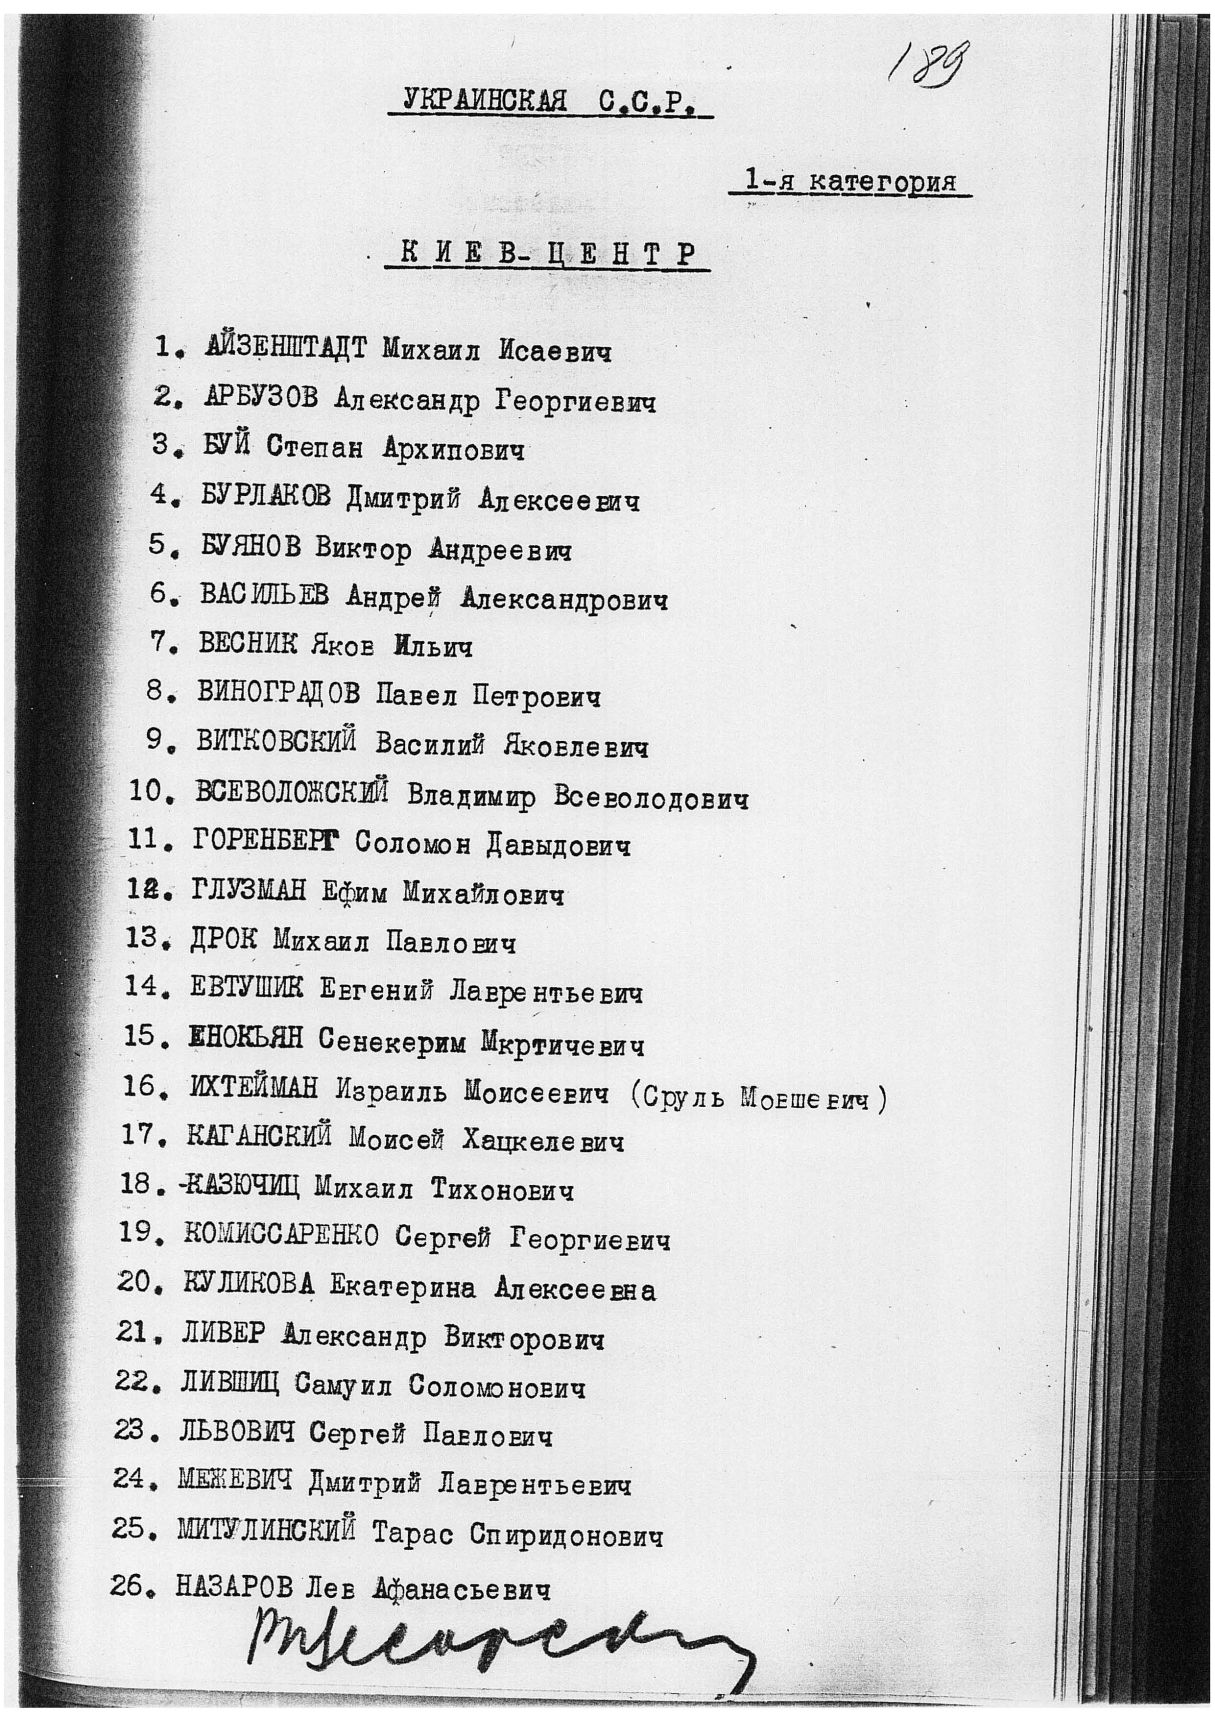 189
УКРАИНСКАЯ С.С.Р.
1-я категория
КИЕВ-ЦЕНТР
1. АЙЗЕНШТАДТ Михаил Исаевич
2. АРБУЗОВ Александр Георгиевич
3. БУЙ Степан Архипович
4. БУРЛАКОВ Дмитрий Алексеевич
5. БУЯНОВ Виктор Андреевич
6. ВАСИЛЬЕВ Андрей Александрович
7. ВЕСНИК Яков Ильич
8. ВИНОГРАДОВ Павел Петрович
9. ВИТКОВСКИЙ Василий Яковлевич
10. ВСЕВОЛОЖСКИЙ Владимир Всеволодович
11. ГОРЕНБЕРГ Соломон Давыдович
12. ГЛУЗМАН Ефим Михайлович
13. ДРОК Михаил Павлович
14. ЕВТУШИК Евгений Лаврентьевич
15. ЕНОКЬЯН Сенекерим Мкртичевич
16. ИХТЕЙМАН Израиль Моисеевич (Сруль Мовшевич)
17. КАГАНСКИЙ Моисей Хацкелевич
18. КАЗЮЧИЦ Михаил Тихонович
19. КОМИССАРЕНКО Сергей Георгиевич
20. КУЛИКОВА Екатерина Алексеевна
21. ЛИВЕР Александр Викторович
22. ЛИВШИЦ Самуил Соломонович
23. ЛЬВОВИЧ Сергей Павлович
24. МЕЖЕВИЧ Дмитрий Лаврентьевич
25. МИТУЛИНСКИЙ Тарас Спиридонович
26. НАЗАРОВ Лев Афанасьевич